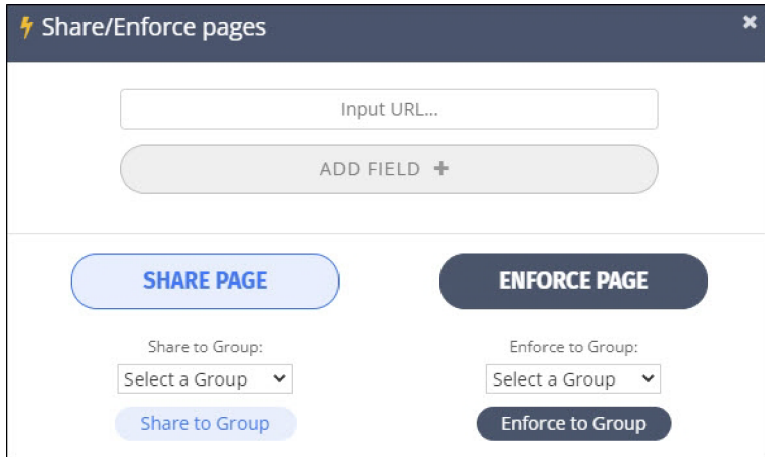 Share/Enforce pages
Input URL...
ADD FIELD +
SHARE PAGE
ENFORCE PAGE
Share to Group:
Enforce to Group:
Select a Group
Select a Group
Share to Group
Enforce to Group